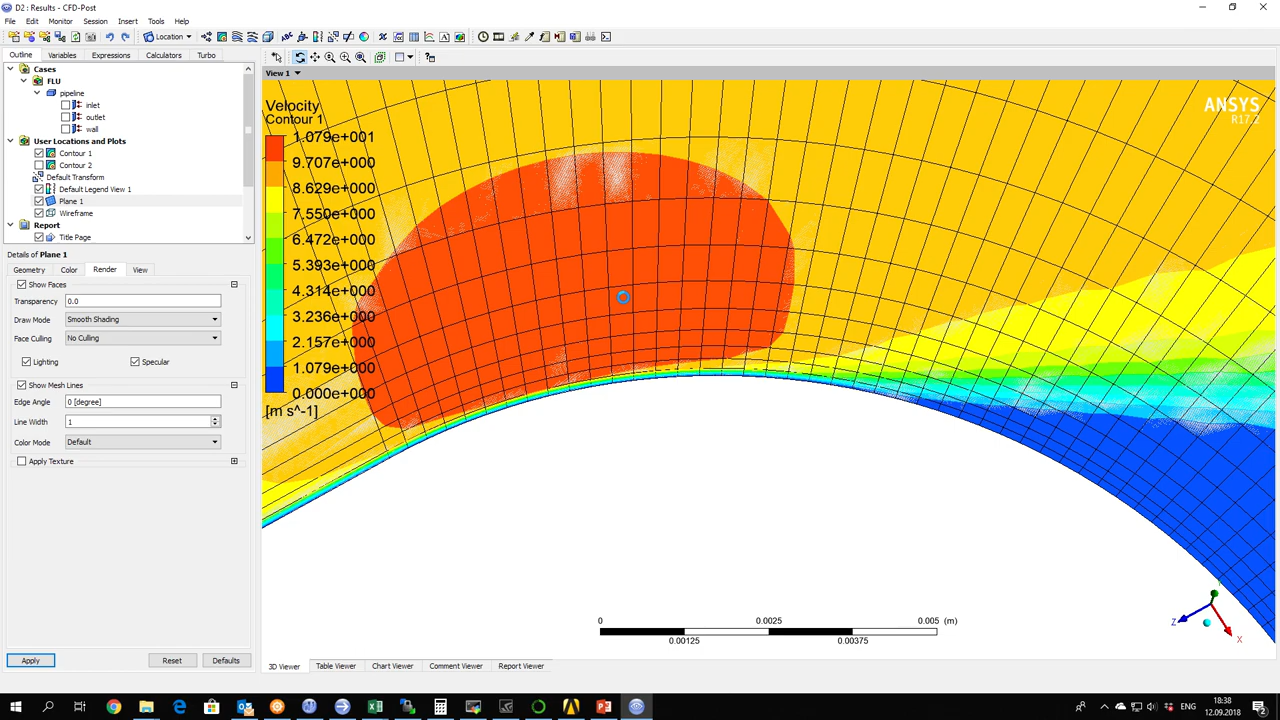 D2 : Results - CFD-Post
File Edit Monitor Session Insert Tools Help
Location
Outline Variables Expressions Calculators Turbo
Cases
FLU
pipeline
inlet
outlet
wall
User Locations and Plots
Contour 1
Contour 2
Default Transform
Default Legend View 1
Plane 1
Wireframe
Report
Title Page
Details of Plane 1
Geometry Color Render View
Show Faces
Transparency 0.0
Draw Mode Smooth Shading
Face Culling No Culling
Lighting Specular
Show Mesh Lines
Edge Angle 0 [degree]
Line Width 1
Color Mode Default
Apply Texture
Apply Reset Defaults
View 1
Velocity
Contour 1
1.079e+001
9.707e+000
8.629e+000
7.550e+000
6.472e+000
5.393e+000
4.314e+000
3.236e+000
2.157e+000
1.079e+000
0.000e+000
[m s^-1]
ANSYS
R17.2
0 0.0025 0.005 (m)
0.00125 0.00375
Y
Z
X
3D Viewer Table Viewer Chart Viewer Comment Viewer Report Viewer
ENG
18:38
12.09.2018